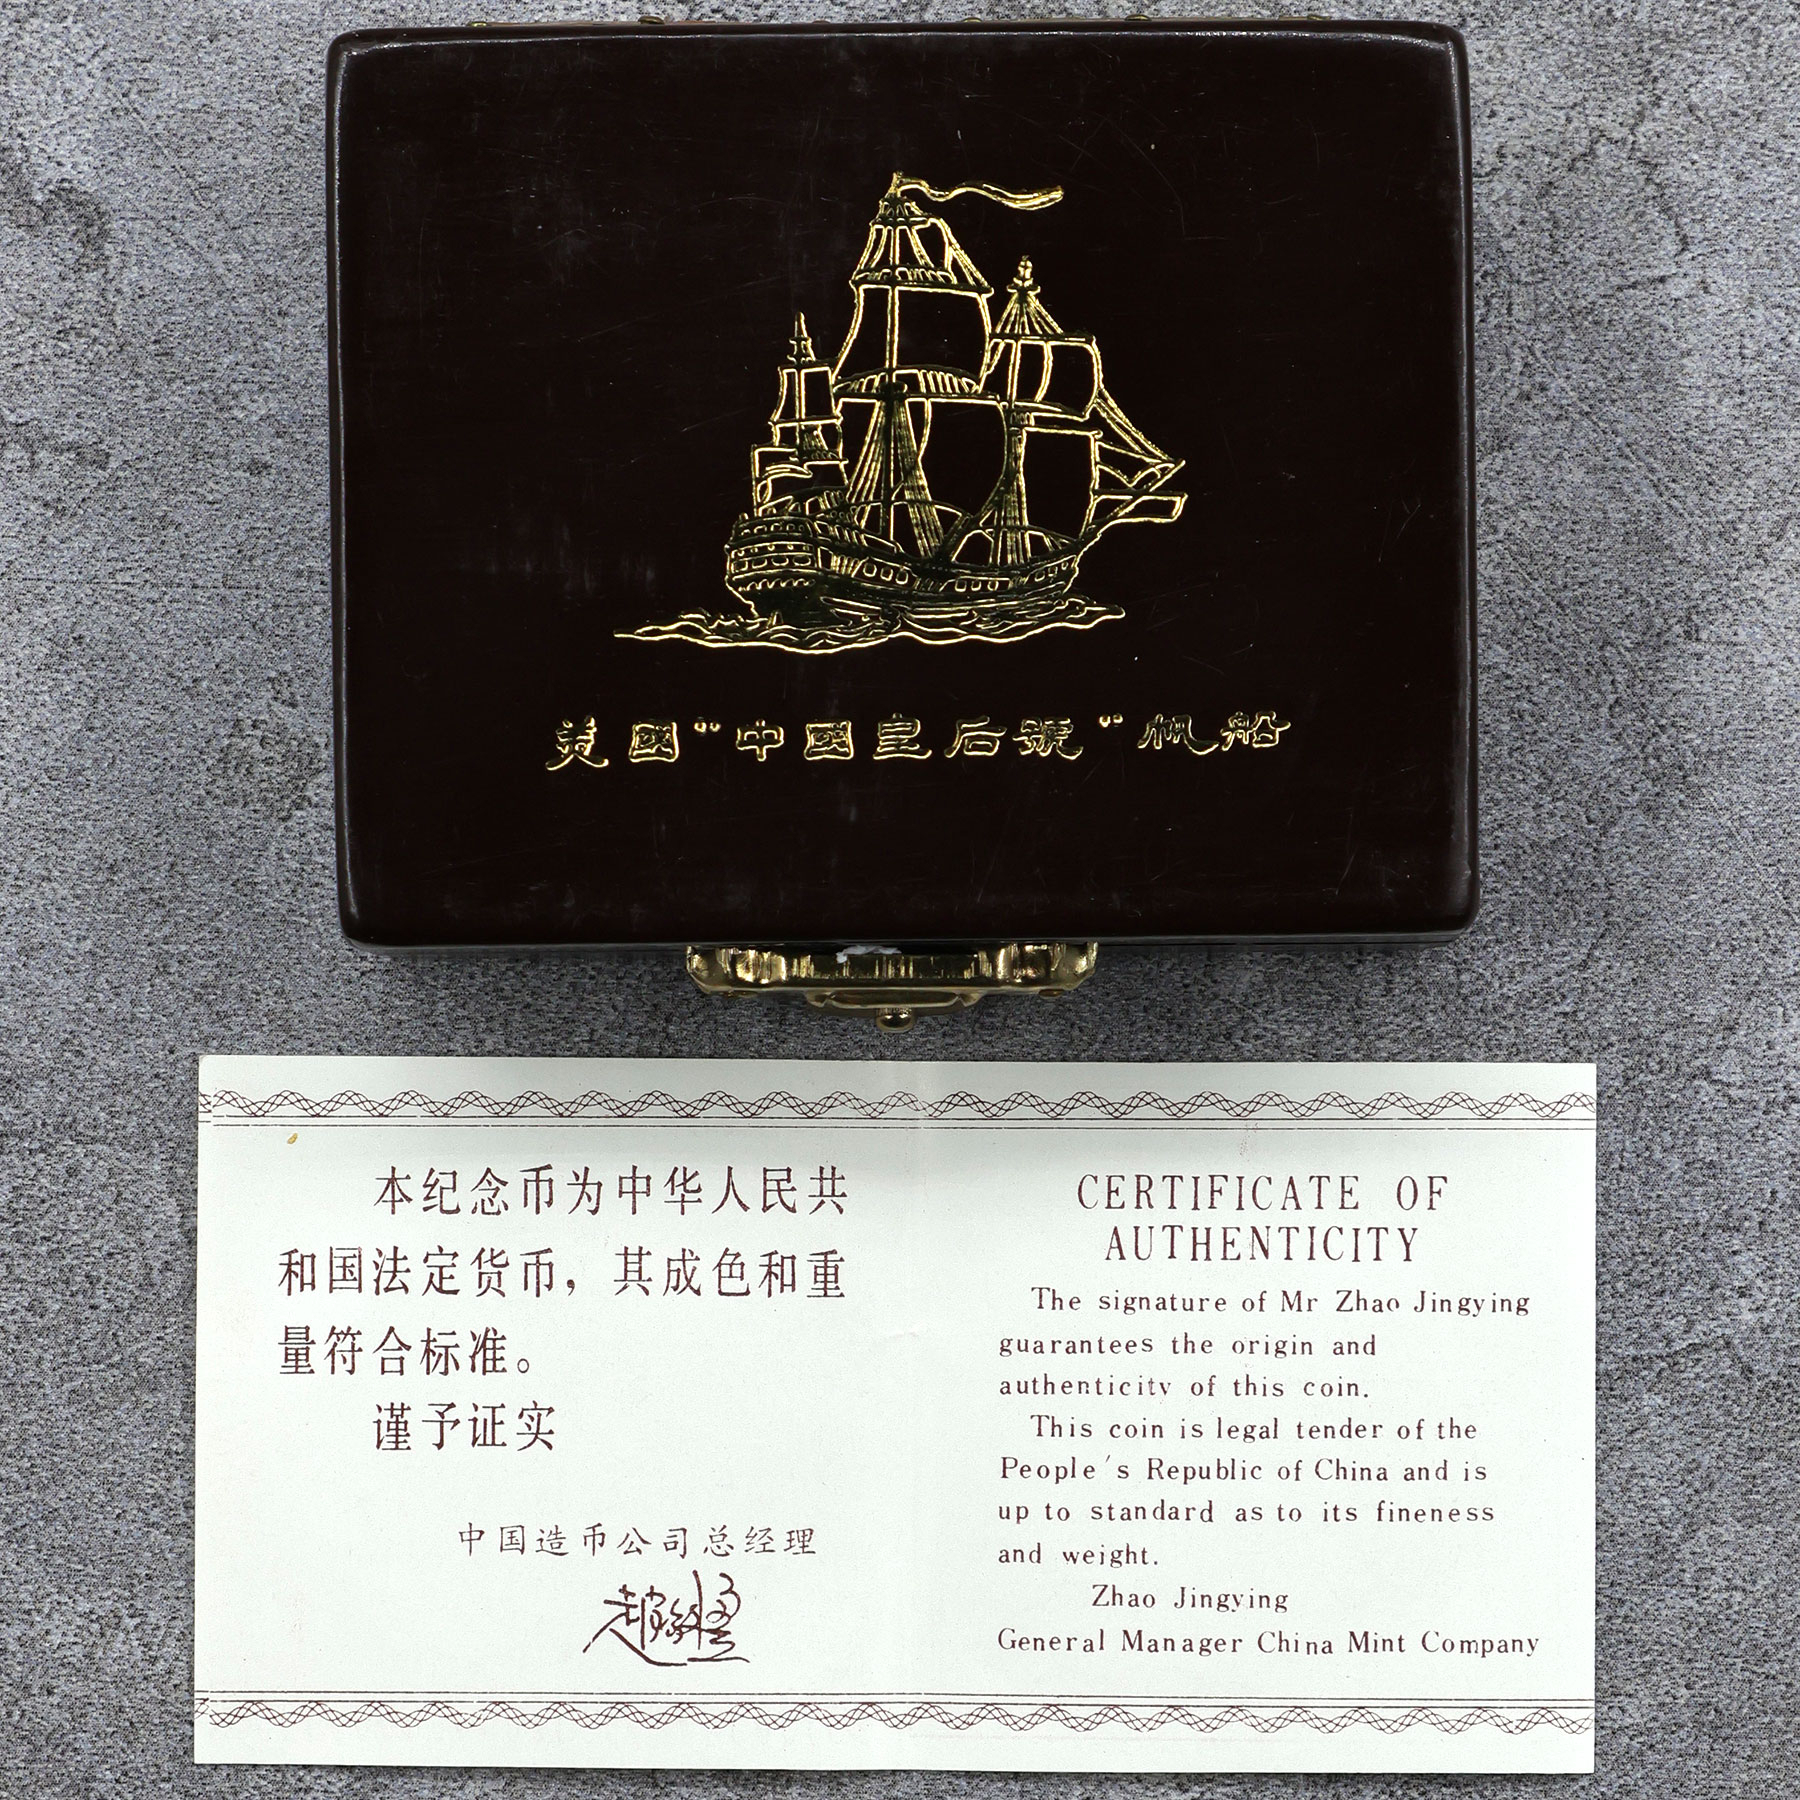 美國"中國皇后號"帆船
本纪念币为中华人民共
和国法定货币，其成色和重
量符合标准。
谨予证实
中国造币公司总经理
CERTIFICATE OF
AUTHENTICITY
The signature of Mr Zhao Jingying
guarantees the origin and
authenticity of this coin.
This coin is legal tender of the
People's Republic of China and is
up to standard as to its fineness
and weight.
Zhao Jingying
General Manager China Mint Company